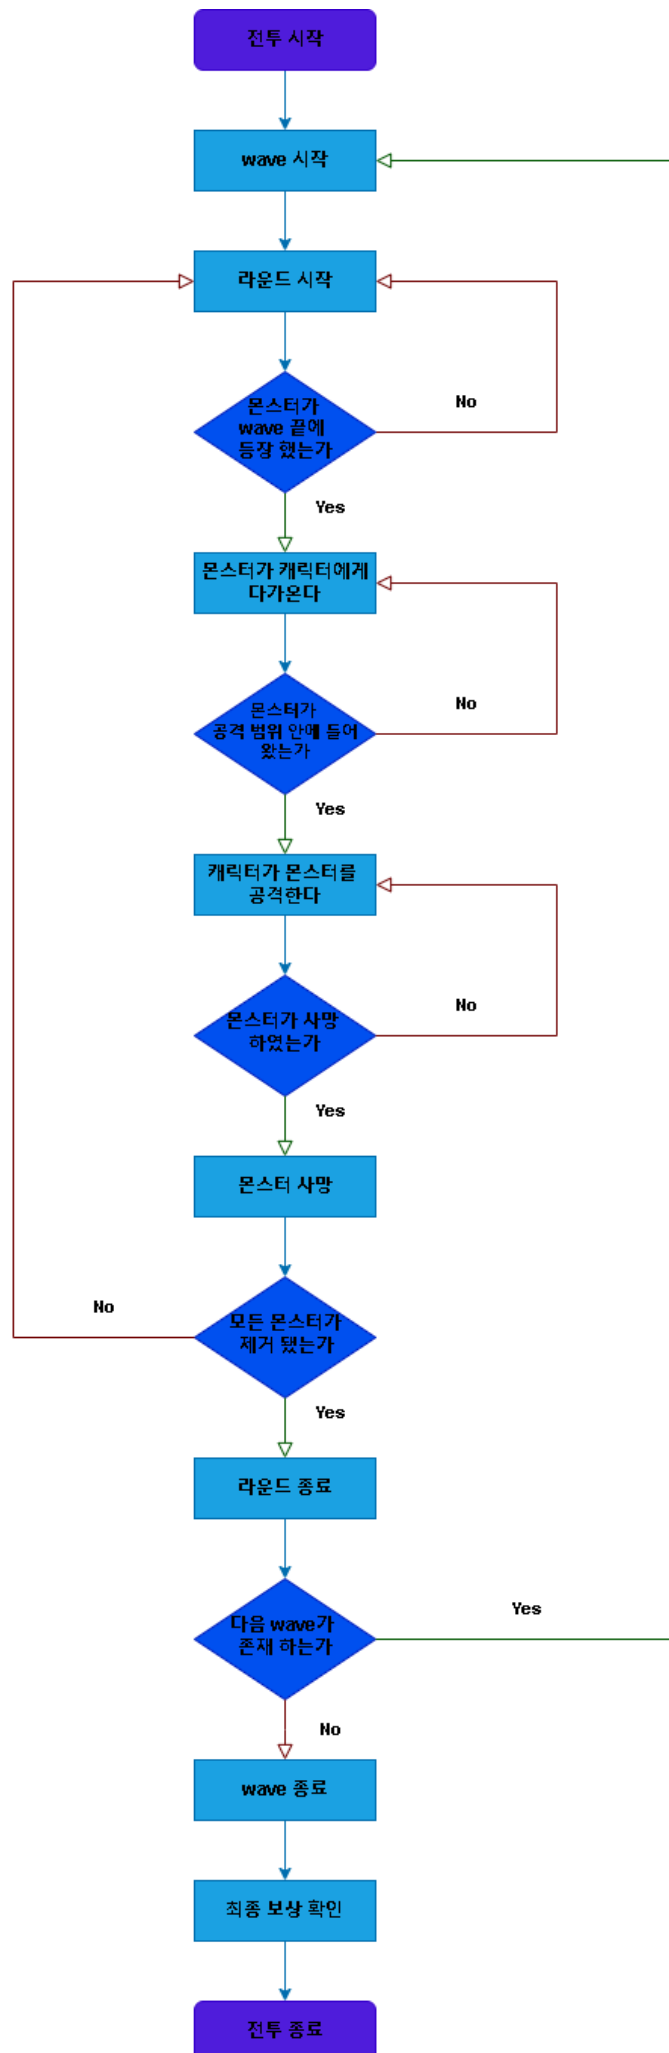 전투 시작
wave 시작
라운드 시작
몬스터가
wave 끝에
등장 했는가
No
Yes
몬스터가 캐릭터에게
다가온다
몬스터가
공격 범위 안에 들어
왔는가
No
Yes
캐릭터가 몬스터를
공격한다
몬스터가 사망
하였는가
No
Yes
몬스터 사망
모든 몬스터가
제거 됐는가
No
Yes
라운드 종료
다음 wave가
존재 하는가
Yes
No
wave 종료
최종 보상 확인
전투 종료